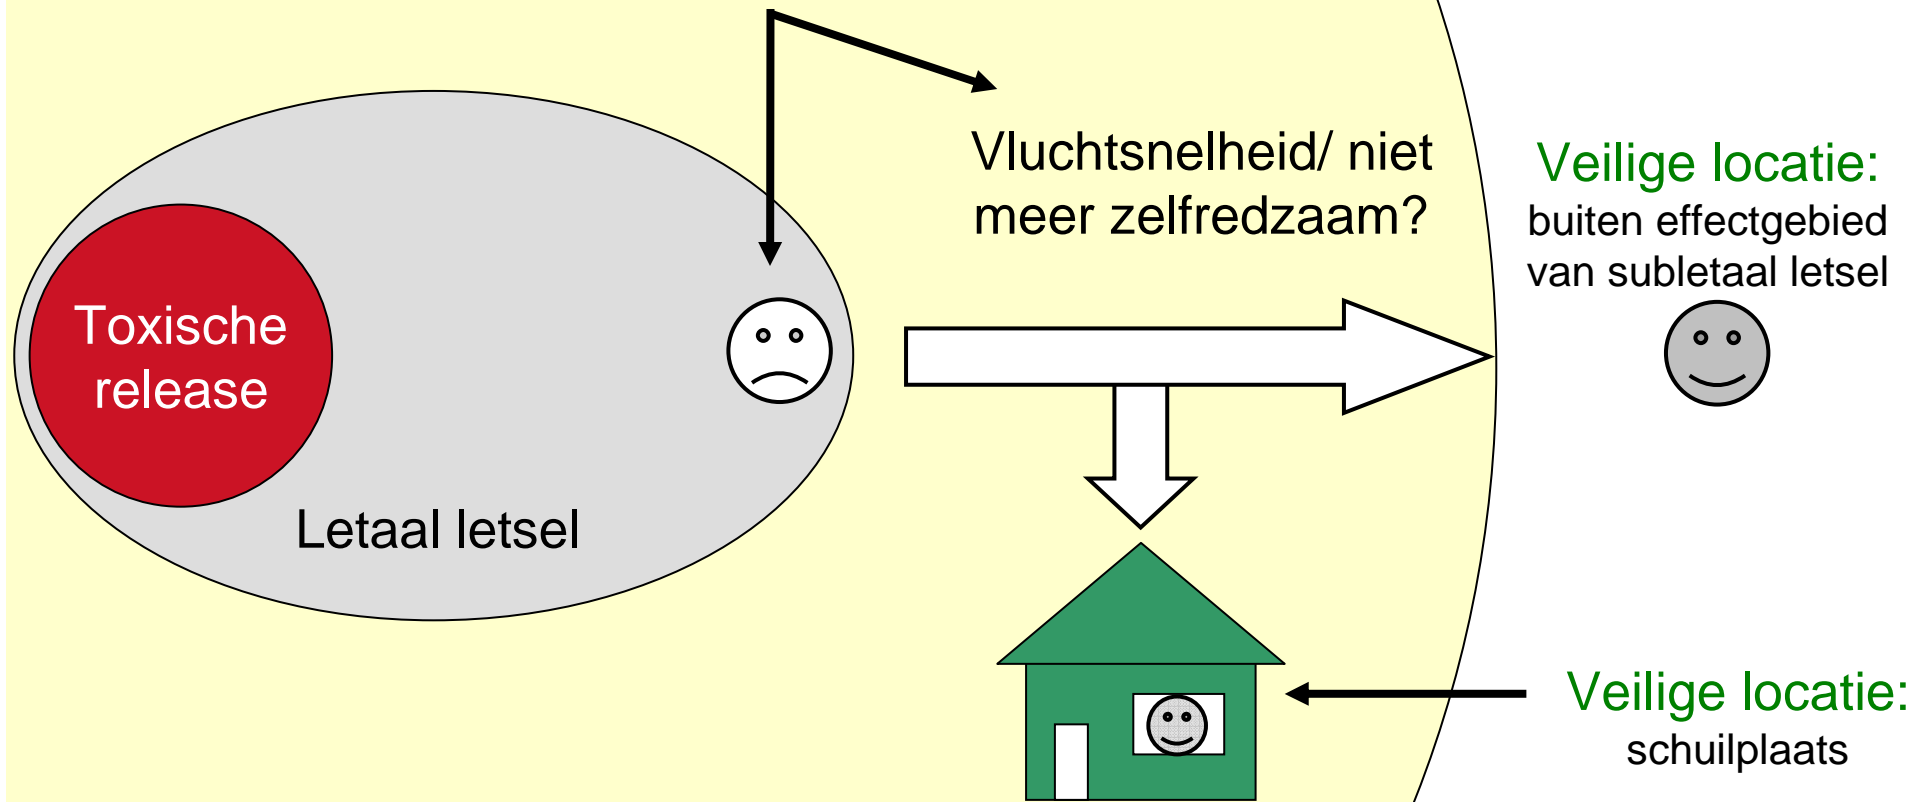 Vluchtsnelheid/ niet
meer zelfredzaam?
Veilige locatie:
buiten effectgebied
van subletaal letsel
Toxische
release
Letaal letsel
Veilige locatie:
schuilplaats